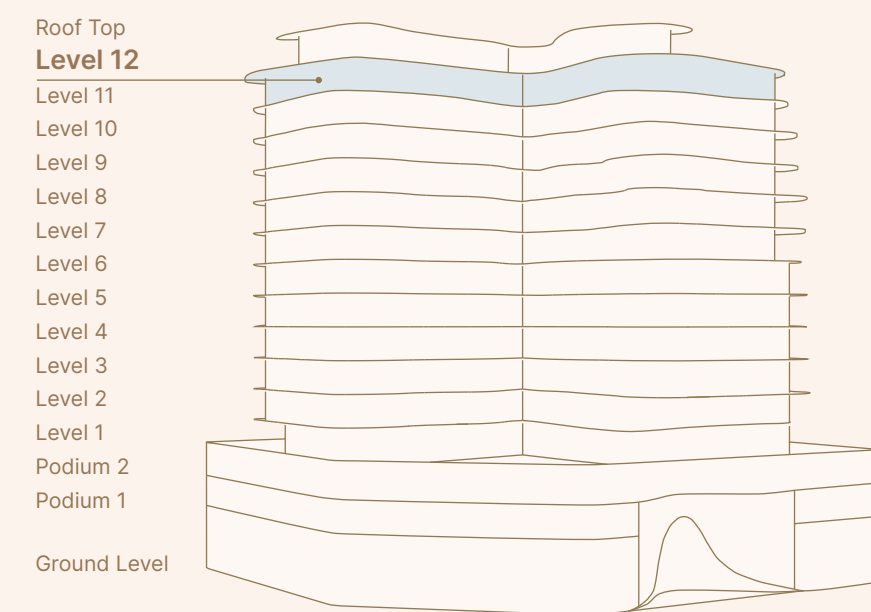 Roof Top
Level 12
Level 11
Level 10
Level 9
Level 8
Level 7
Level 6
Level 5
Level 4
Level 3
Level 2
Level 1
Podium 2
Podium 1
Ground Level